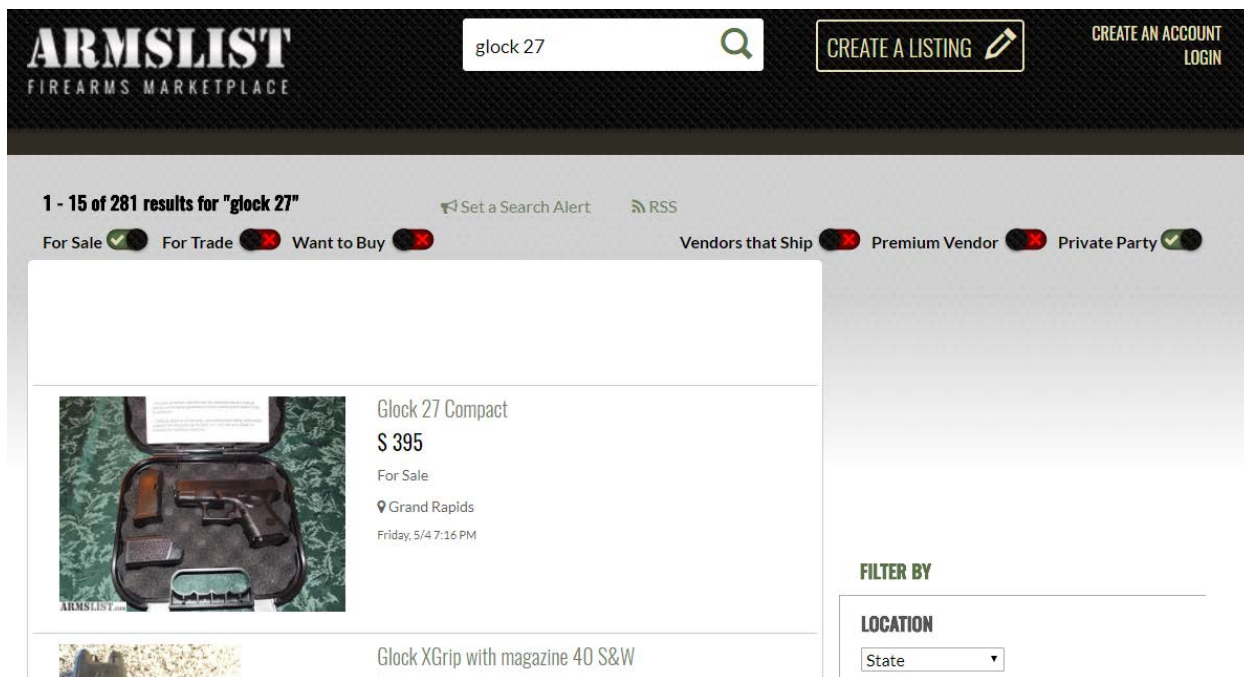 ARMSLIST
FIREARMS MARKETPLACE
glock 27
CREATE A LISTING
CREATE AN ACCOUNT
LOGIN
1 - 15 of 281 results for "glock 27"
Set a Search Alert
RSS
For Sale
For Trade
Want to Buy
Vendors that Ship
Premium Vendor
Private Party
Glock 27 Compact
$ 395
For Sale
Grand Rapids
Friday, 5/4 7:16 PM
ARMSLIST.com
FILTER BY
LOCATION
State
Glock XGrip with magazine 40 S&W